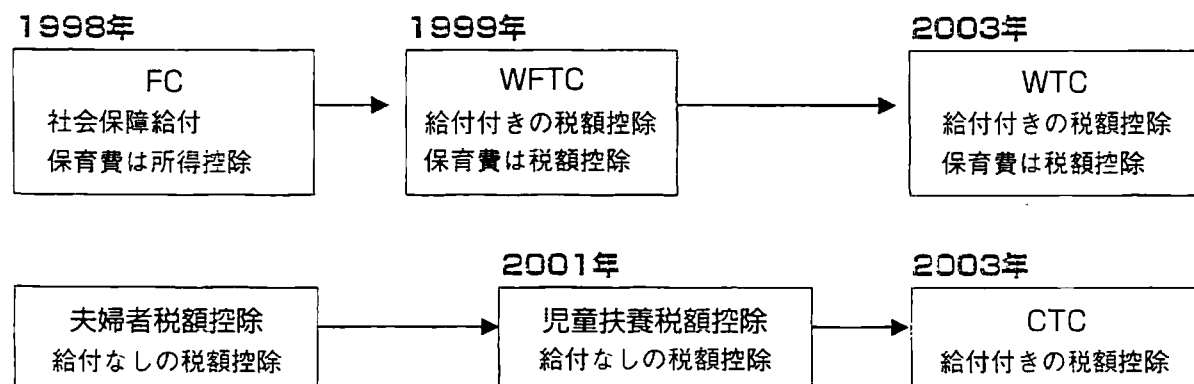 1998年
1999年
2003年
FC
社会保障給付
保育費は所得控除
WFTC
給付付きの税額控除
保育費は税額控除
WTC
給付付きの税額控除
保育費は税額控除
2001年
2003年
夫婦者税額控除
給付なしの税額控除
児童扶養税額控除
給付なしの税額控除
CTC
給付付きの税額控除